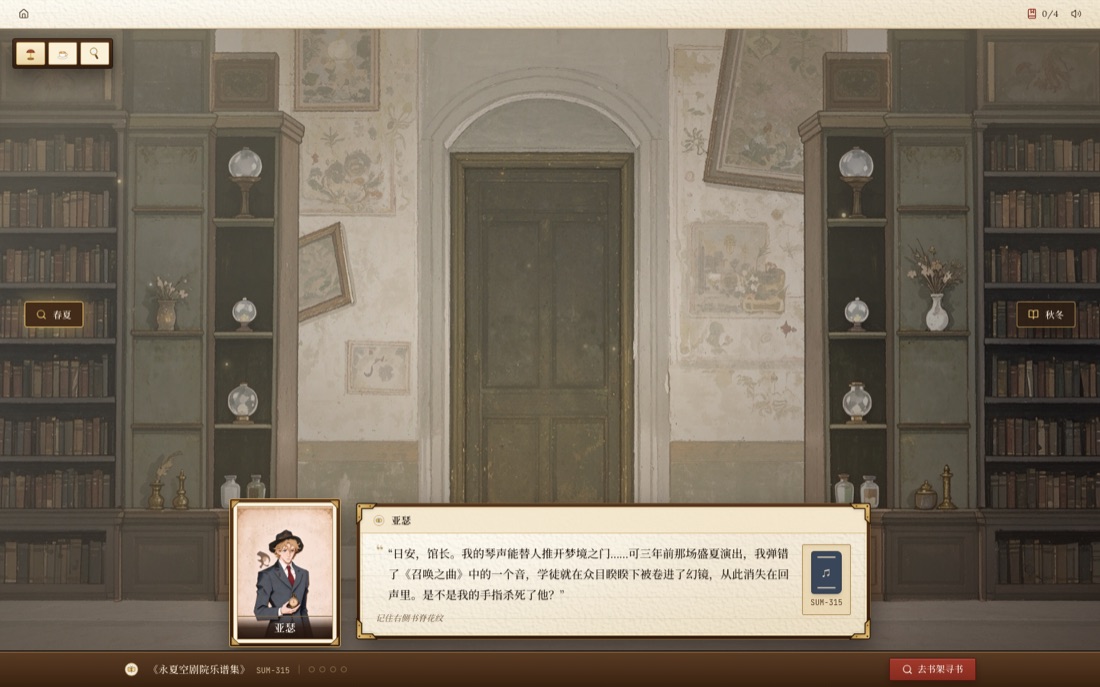 0/4
春夏
秋冬
亚瑟
“日安，馆长。我的琴声能替人推开梦境之门……可三年前那场盛夏演出，我弹错
了《召唤之曲》中的一个音，学徒就在众目睽睽下被卷进了幻镜，从此消失在回
声里。是不是我的手指杀死了他？”
记住右侧书脊花纹
SUM-315
亚瑟
《永夏空剧院乐谱集》 SUM-315
去书架寻书